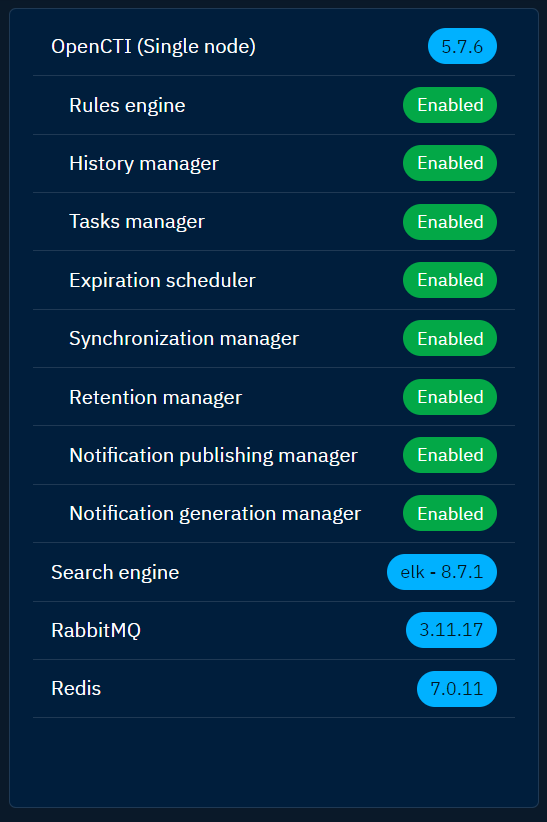 OpenCTI (Single node) 5.7.6
Rules engine Enabled
History manager Enabled
Tasks manager Enabled
Expiration scheduler Enabled
Synchronization manager Enabled
Retention manager Enabled
Notification publishing manager Enabled
Notification generation manager Enabled
Search engine elk - 8.7.1
RabbitMQ 3.11.17
Redis 7.0.11